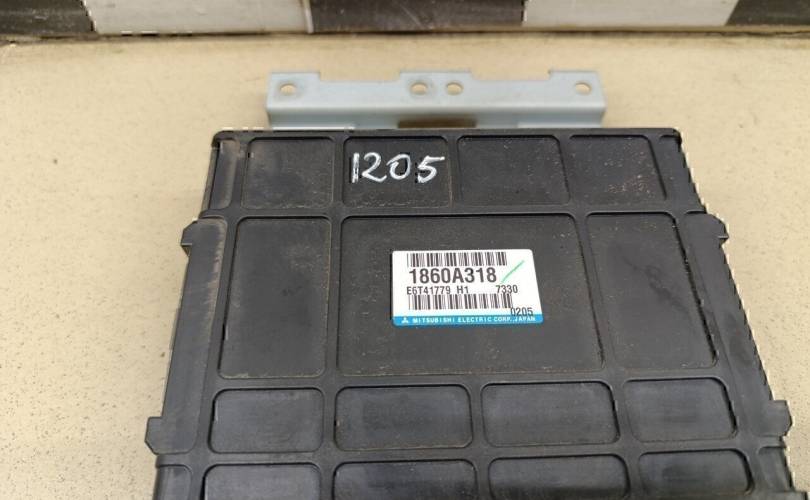 1205
1860A318
E6T41779 H1 7330
0205
MITSUBISHI ELECTRIC CORP. JAPAN